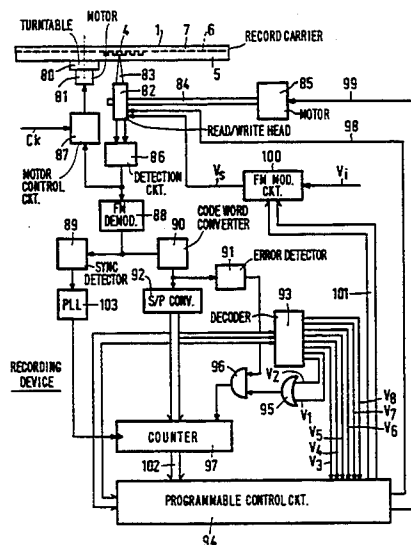 MOTOR
TURNTABLE
4 1 7 6
RECORD CARRIER
80
5
81
83
82
84
85
99
MOTOR
98
READ/WRITE HEAD
Ck
87
86
100
Vs
FM MOD. CKT.
Vi
MOTOR CONTROL CKT.
DETECTION CKT.
88
FM DEMOD.
89
90
CODE WORD CONVERTER
91
101
SYNC DETECTOR
92
ERROR DETECTOR
PLL
103
S/P CONV.
DECODER
93
RECORDING DEVICE
96
V2
95
V1
V8
V7
V6
V5
V4
V3
COUNTER
97
102
PROGRAMMABLE CONTROL CKT.
94